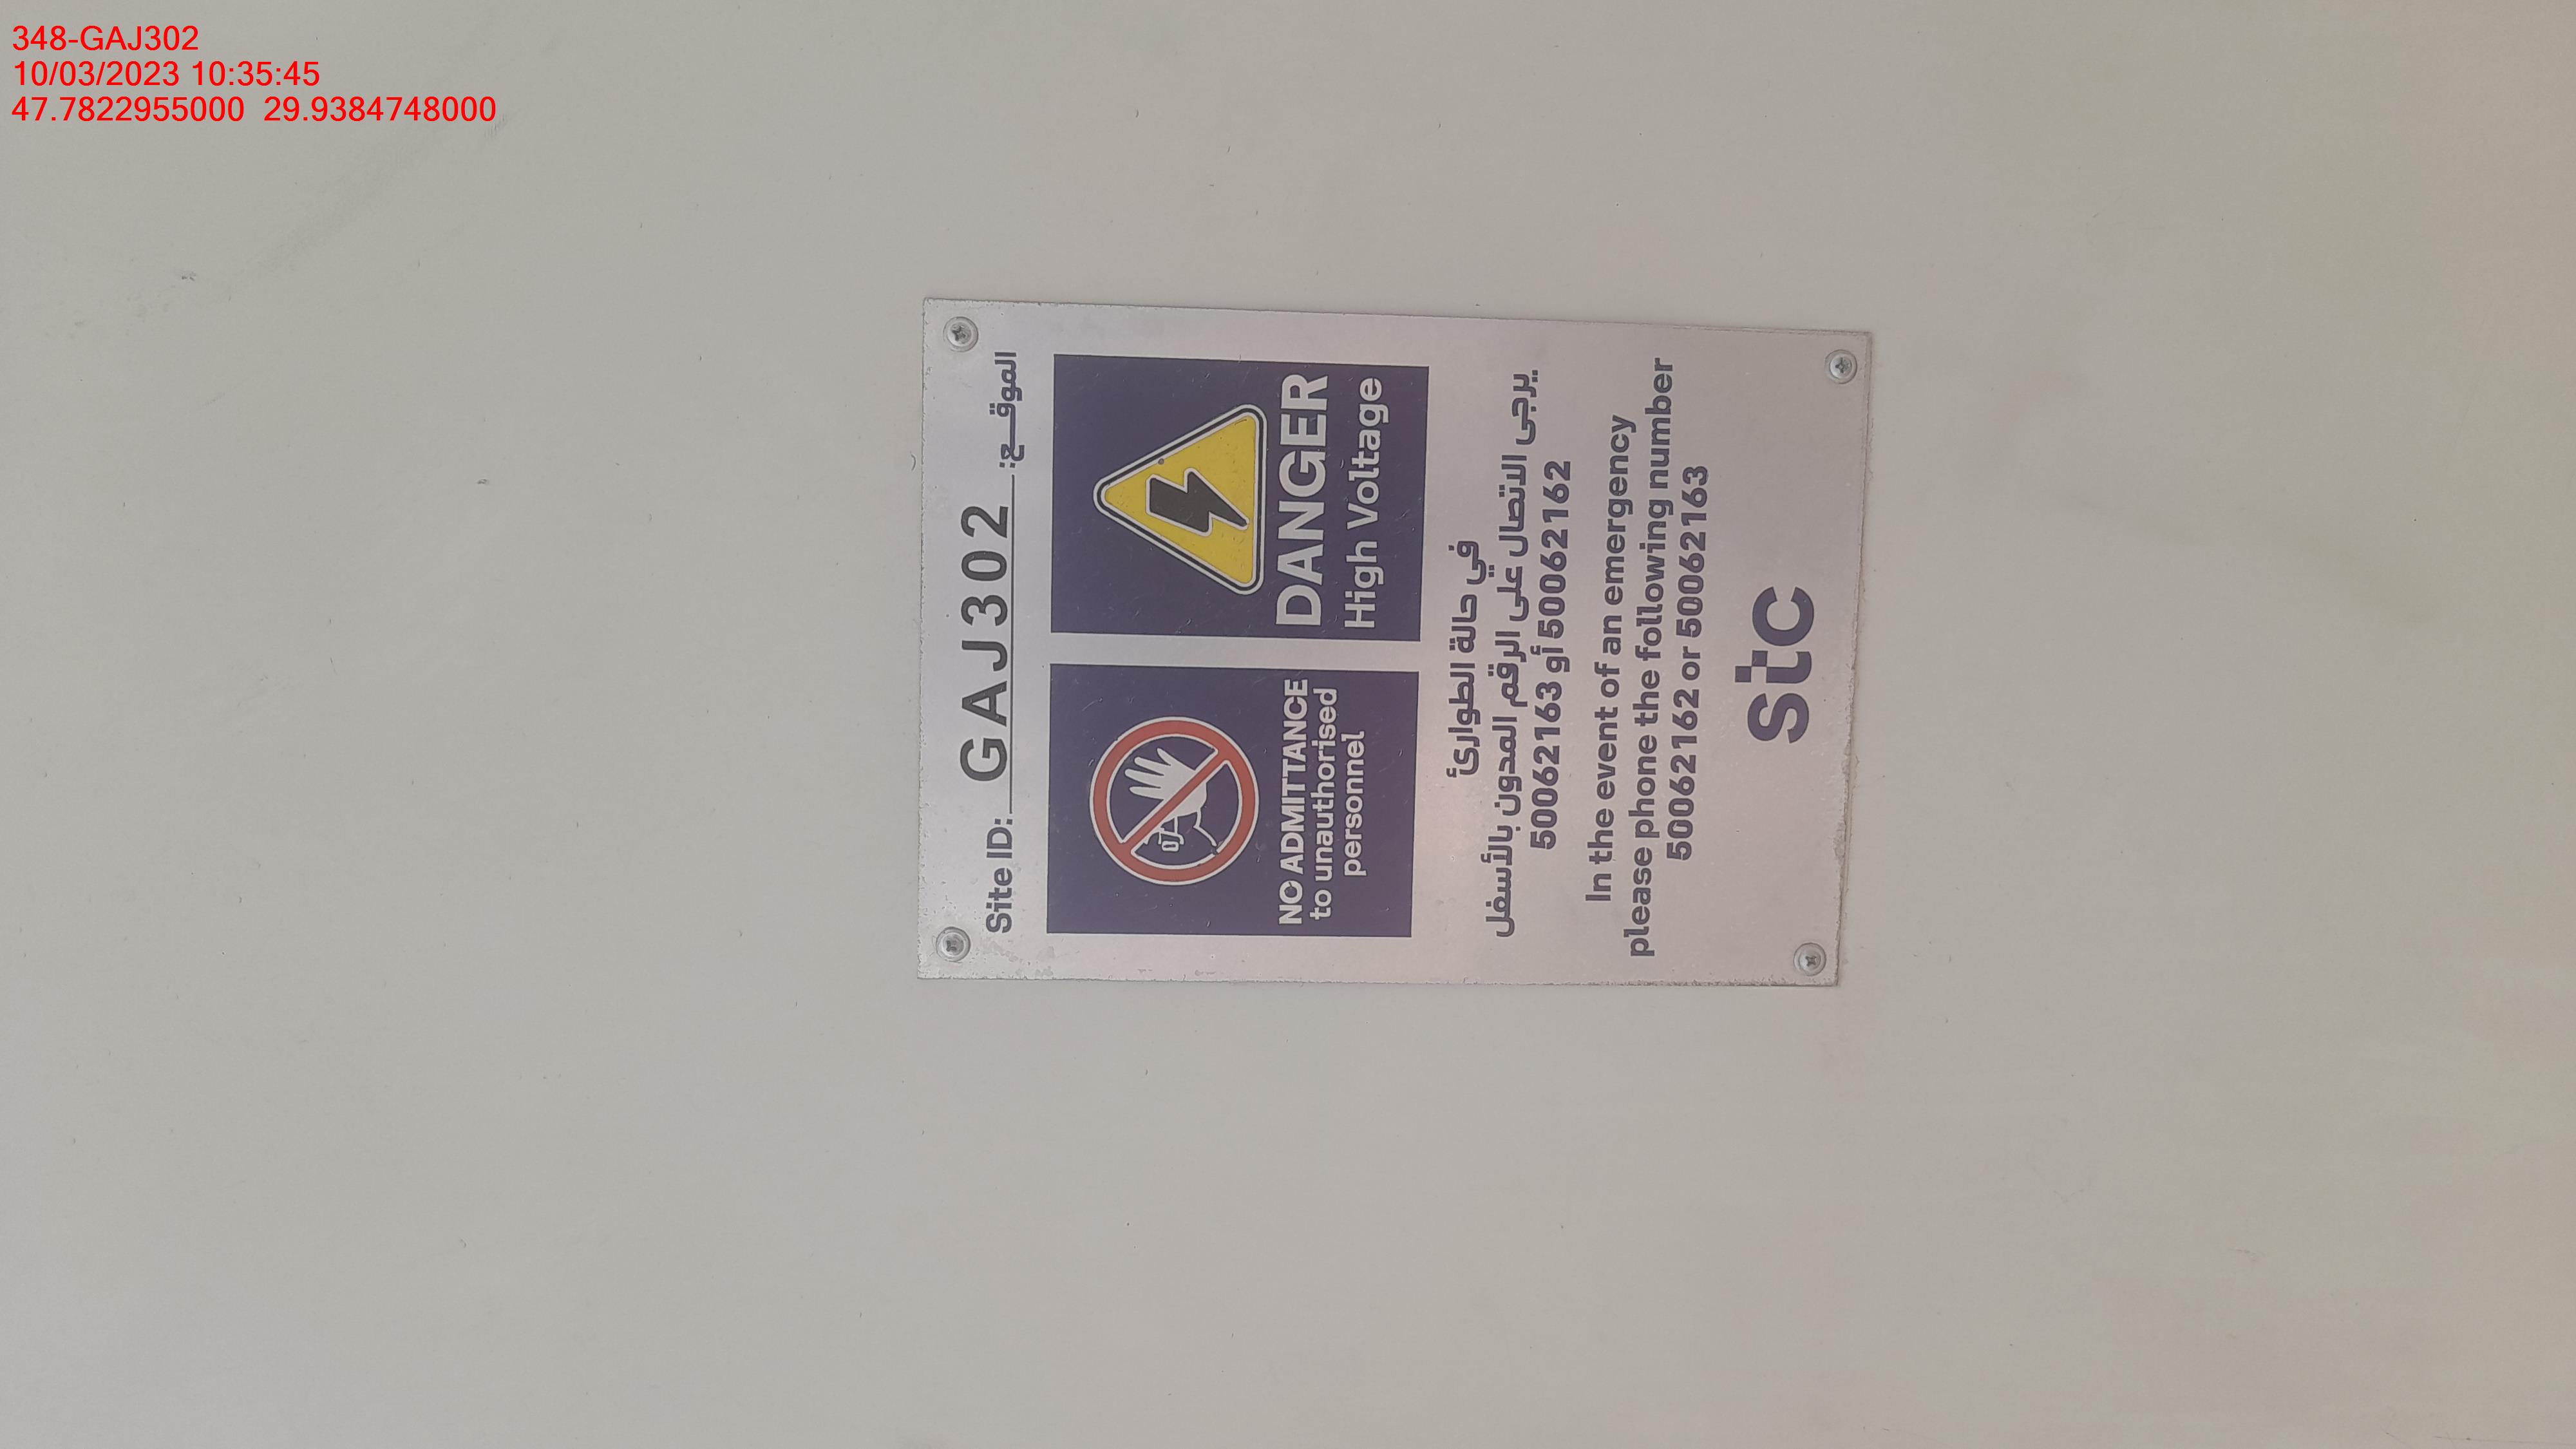 348-GAJ302
10/03/2023 10:35:45
47.7822955000 29.9384748000
Site ID: GAJ302 الموقـــع:
NO ADMITTANCE
to unauthorised
personnel
DANGER
High Voltage
في حالة الطوارئ
يرجى الاتصال على الرقم المدون بالأسفل
50062163 أو 50062162
In the event of an emergency
please phone the following number
50062162 or 50062163
stc